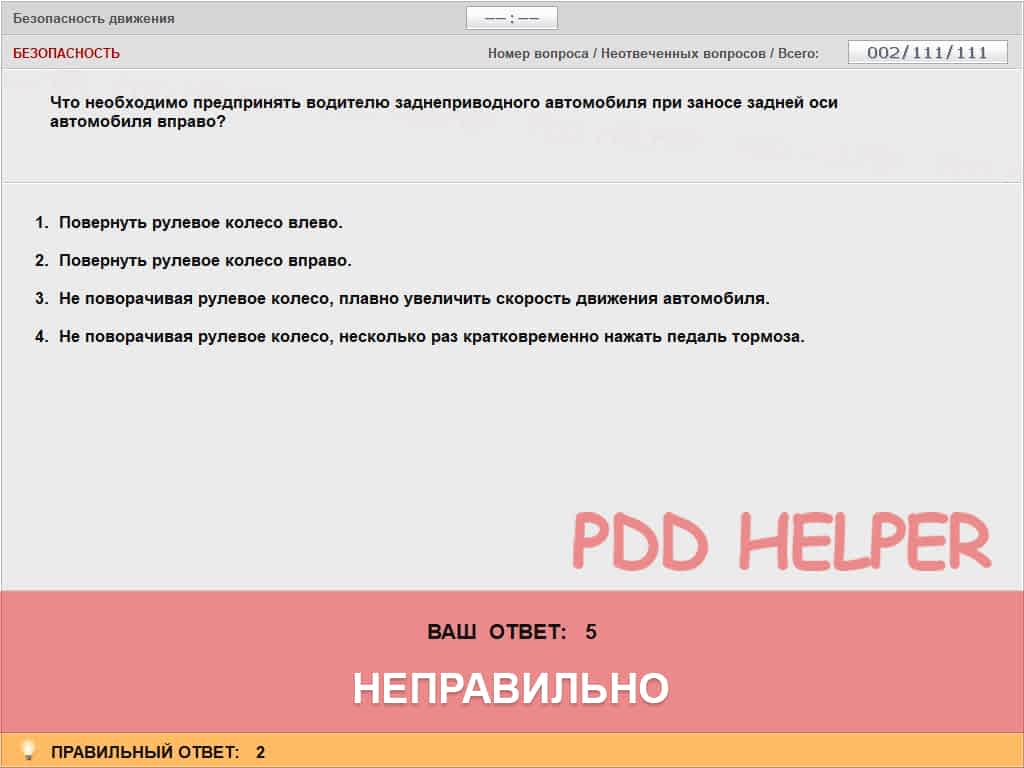 Безопасность движения
–– : ––
БЕЗОПАСНОСТЬ
Номер вопроса / Неотвеченных вопросов / Всего:
002/111/111
Что необходимо предпринять водителю заднеприводного автомобиля при заносе задней оси
автомобиля вправо?
1. Повернуть рулевое колесо влево.
2. Повернуть рулевое колесо вправо.
3. Не поворачивая рулевое колесо, плавно увеличить скорость движения автомобиля.
4. Не поворачивая рулевое колесо, несколько раз кратковременно нажать педаль тормоза.
PDD HELPER
ВАШ ОТВЕТ: 5
НЕПРАВИЛЬНО
ПРАВИЛЬНЫЙ ОТВЕТ: 2